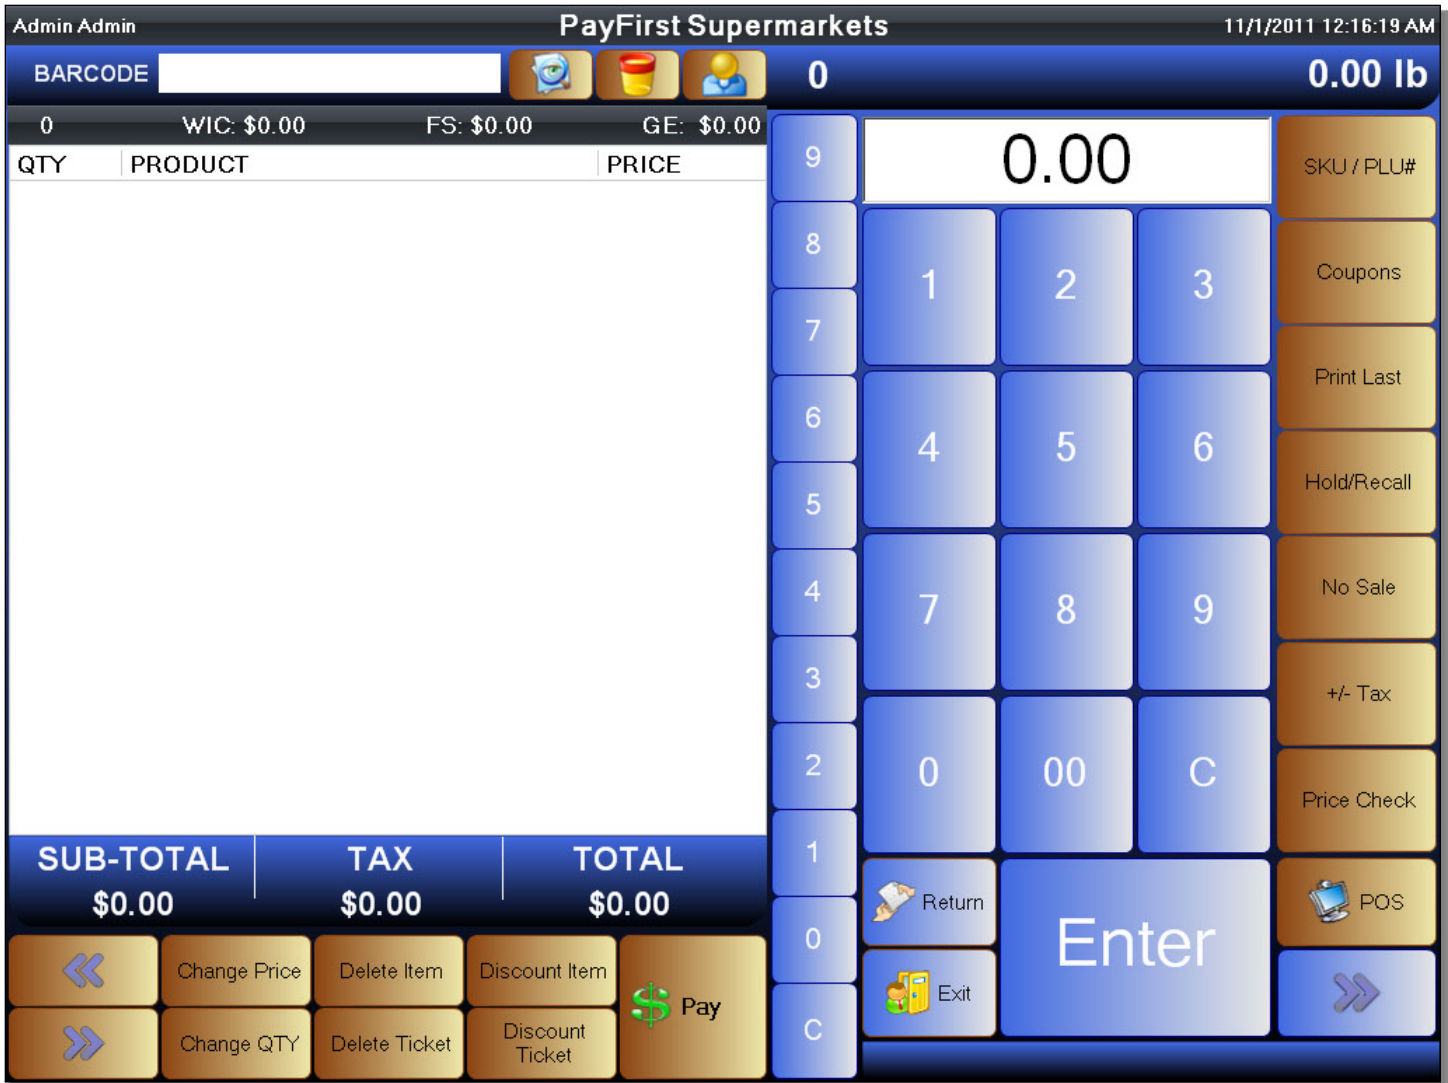 Admin Admin PayFirst Supermarkets 11/1/2011 12:16:19 AM
BARCODE 0 0.00 lb
0 WIC: $0.00 FS: $0.00 GE: $0.00
QTY PRODUCT PRICE
SUB-TOTAL TAX TOTAL
$0.00 $0.00 $0.00
Change Price Delete Item Discount Item
Change QTY Delete Ticket Discount
Ticket
Pay
9
8
7
6
5
4
3
2
1
0
C
0.00
1 2 3
4 5 6
7 8 9
0 00 C
Return
Exit
Enter
SKU / PLU#
Coupons
Print Last
Hold/Recall
No Sale
+/- Tax
Price Check
POS